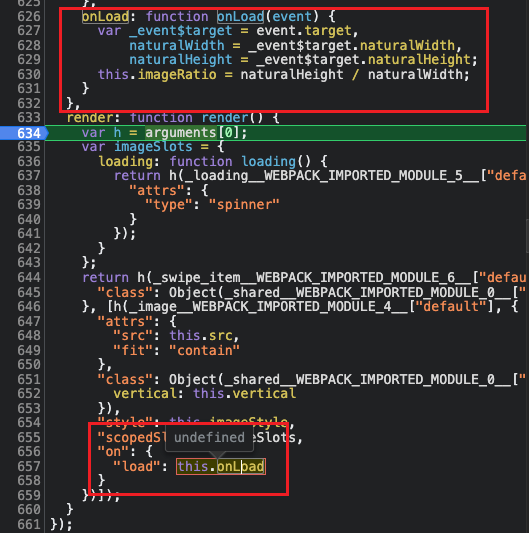 625 },
626 onLoad: function onLoad(event) {
627 var _event$target = event.target,
628 naturalWidth = _event$target.naturalWidth,
629 naturalHeight = _event$target.naturalHeight;
630 this.imageRatio = naturalHeight / naturalWidth;
631 }
632 },
633 render: function render() {
634 var h = arguments[0];
635 var imageSlots = {
636 loading: function loading() {
637 return h(_loading__WEBPACK_IMPORTED_MODULE_5__["defa
638 "attrs": {
639 "type": "spinner"
640 }
641 });
642 }
643 };
644 return h(_swipe_item__WEBPACK_IMPORTED_MODULE_6__["defau
645 "class": Object(_shared__WEBPACK_IMPORTED_MODULE_0__["
646 }, [h(_image__WEBPACK_IMPORTED_MODULE_4__["default"], {
647 "attrs": {
648 "src": this.src,
649 "fit": "contain"
650 },
651 "class": Object(_shared__WEBPACK_IMPORTED_MODULE_0__["
652 vertical: this.vertical
653 }),
654 "style": this.imageStyle,
undefined
655 "scopedSl eSlots,
656 "on": {
657 "load": this.onLoad
658 }
659 })]);
660 }
661 });